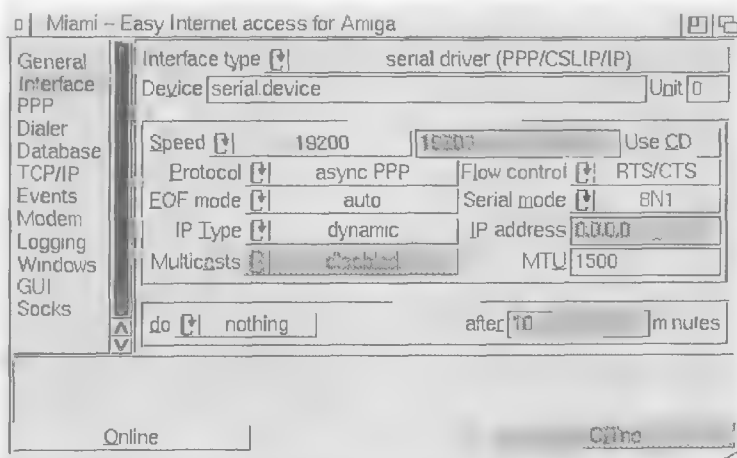 Miami – Easy Internet access for Amiga
General
Interface
PPP
Dialer
Database
TCP/IP
Events
Modem
Logging
Windows
GUI
Socks
Interface type serial driver (PPP/CSLIP/IP)
Device serial.device Unit 0
Speed 19200 19200 Use CD
Protocol async PPP Flow control RTS/CTS
EOF mode auto Serial mode 8N1
IP Type dynamic IP address 0.0.0.0
Multicasts disabled MTU 1500
do nothing after 10 minutes
Online Offline